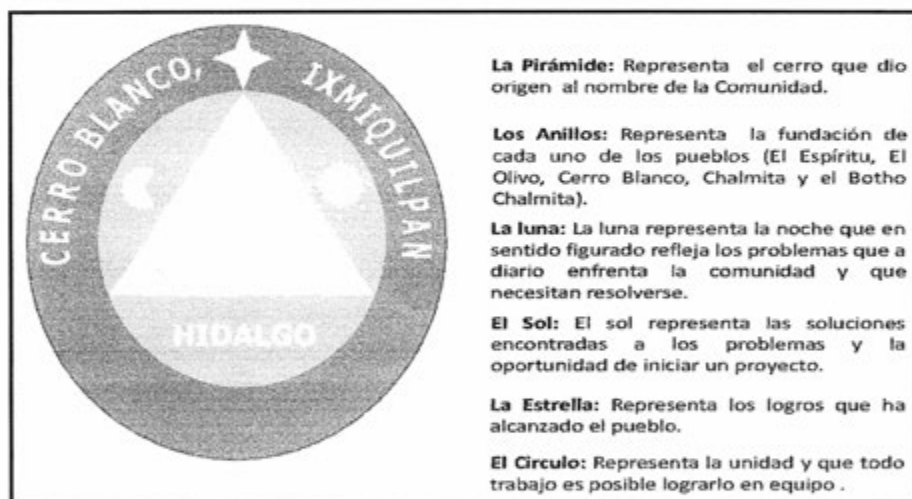 CERRO BLANCO, IXMIQUILPAN
HIDALGO
La Pirámide: Representa el cerro que dio
origen al nombre de la Comunidad.
Los Anillos: Representa la fundación de
cada uno de los pueblos (El Espíritu, El
Olivo, Cerro Blanco, Chalmita y el Botho
Chalmita).
La luna: La luna representa la noche que en
sentido figurado refleja los problemas que a
diario enfrenta la comunidad y que
necesitan resolverse.
El Sol: El sol representa las soluciones
encontradas a los problemas y la
oportunidad de iniciar un proyecto.
La Estrella: Representa los logros que ha
alcanzado el pueblo.
El Circulo: Representa la unidad y que todo
trabajo es posible lograrlo en equipo .